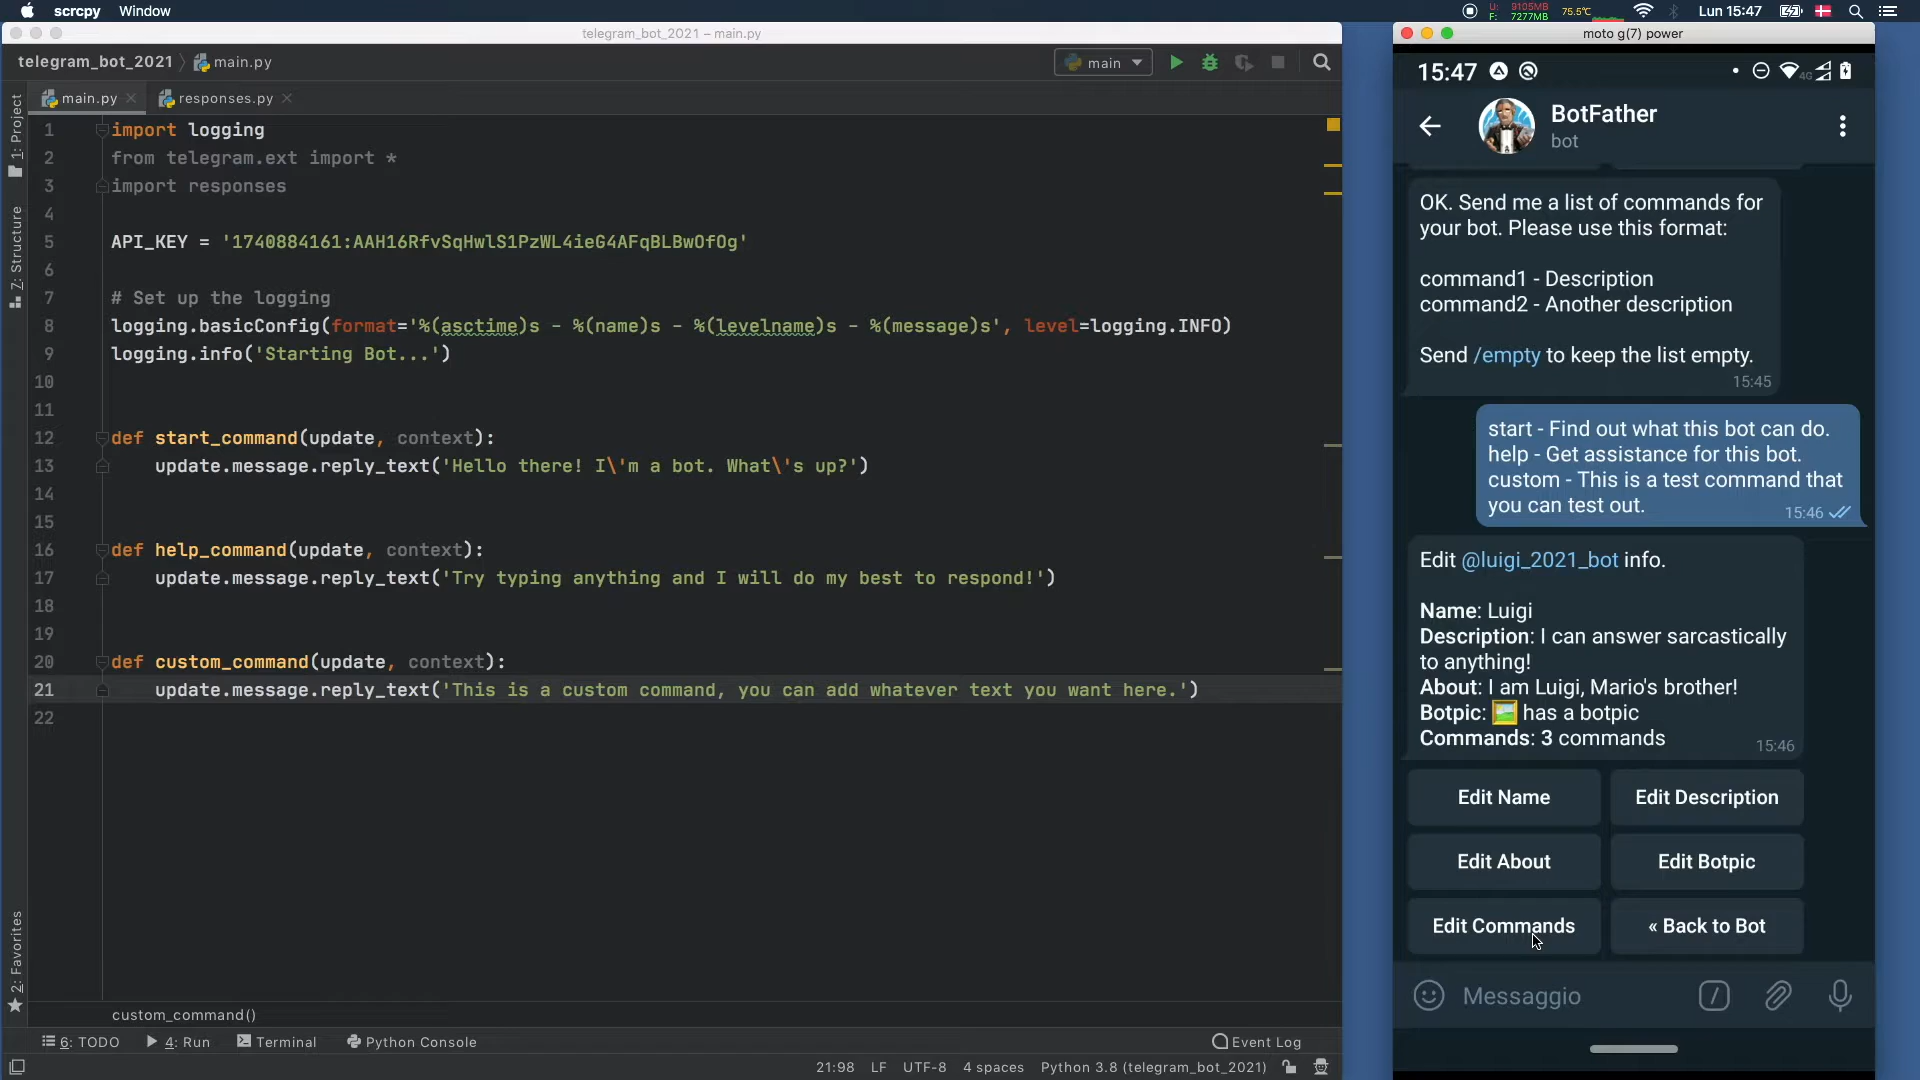 scrcpy Window
U: 9105MB
F: 7277MB
75.5°C
Lun 15:47
telegram_bot_2021 – main.py
telegram_bot_2021 main.py
main
main.py
responses.py
1: Project
7: Structure
2: Favorites
1 import logging
2 from telegram.ext import *
3 import responses
4
5 API_KEY = '1740884161:AAH16RfvSqHwlS1PzWL4ieG4AFqBLBwOfOg'
6
7 # Set up the logging
8 logging.basicConfig(format='%(asctime)s - %(name)s - %(levelname)s - %(message)s', level=logging.INFO)
9 logging.info('Starting Bot...')
10
11
12 def start_command(update, context):
13 update.message.reply_text('Hello there! I\'m a bot. What\'s up?')
14
15
16 def help_command(update, context):
17 update.message.reply_text('Try typing anything and I will do my best to respond!')
18
19
20 def custom_command(update, context):
21 update.message.reply_text('This is a custom command, you can add whatever text you want here.')
22
custom_command()
6: TODO 4: Run Terminal Python Console Event Log
21:98 LF UTF-8 4 spaces Python 3.8 (telegram_bot_2021)
moto g(7) power
15:47
4G
BotFather
bot
OK. Send me a list of commands for
your bot. Please use this format:
command1 - Description
command2 - Another description
Send /empty to keep the list empty.
15:45
start - Find out what this bot can do.
help - Get assistance for this bot.
custom - This is a test command that
you can test out.
15:46
Edit @luigi_2021_bot info.
Name: Luigi
Description: I can answer sarcastically
to anything!
About: I am Luigi, Mario's brother!
Botpic: 🖼 has a botpic
Commands: 3 commands
15:46
Edit Name Edit Description
Edit About Edit Botpic
Edit Commands « Back to Bot
Messaggio